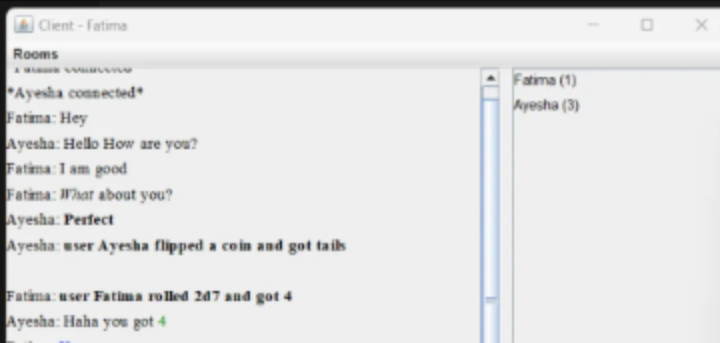 Client - Fatima
Rooms
*Fatima connected*
*Ayesha connected*
Fatima: Hey
Ayesha: Hello How are you?
Fatima: I am good
Fatima: What about you?
Ayesha: Perfect
Ayesha: user Ayesha flipped a coin and got tails
Fatima: user Fatima rolled 2d7 and got 4
Ayesha: Haha you got 4
Fatima (1)
Ayesha (3)